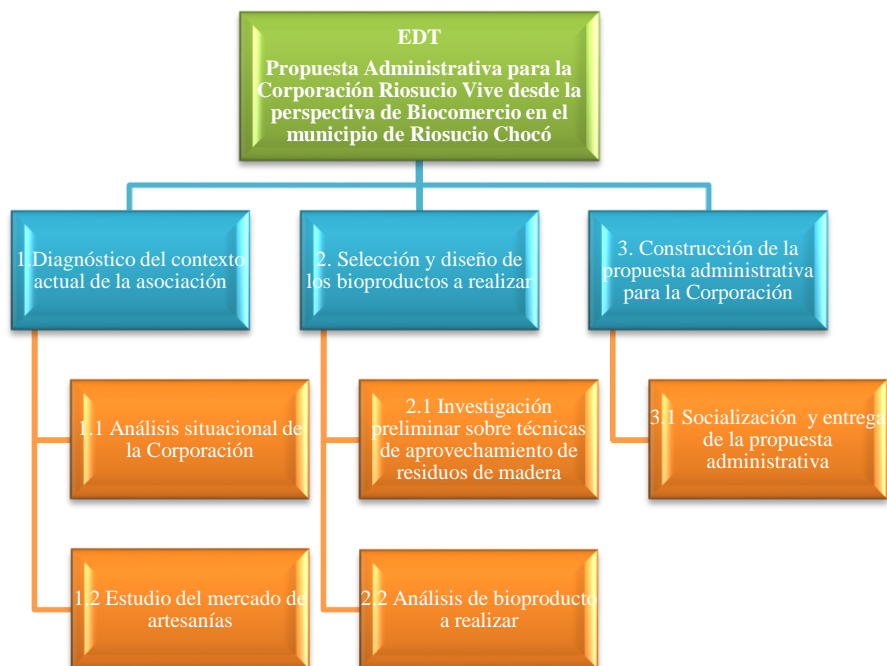 EDT
Propuesta Administrativa para la
Corporación Riosucio Vive desde la
perspectiva de Biocomercio en el
municipio de Riosucio Chocó
1.Diagnóstico del contexto
actual de la asociación
2. Selección y diseño de
los bioproductos a realizar
3. Construcción de la
propuesta administrativa
para la Corporación
1.1 Análisis situacional de
la Corporación
2.1 Investigación
preliminar sobre técnicas
de aprovechamiento de
residuos de madera
3.1 Socialización y entrega
de la propuesta
administrativa
1.2 Estudio del mercado de
artesanías
2.2 Análisis de bioproducto
a realizar